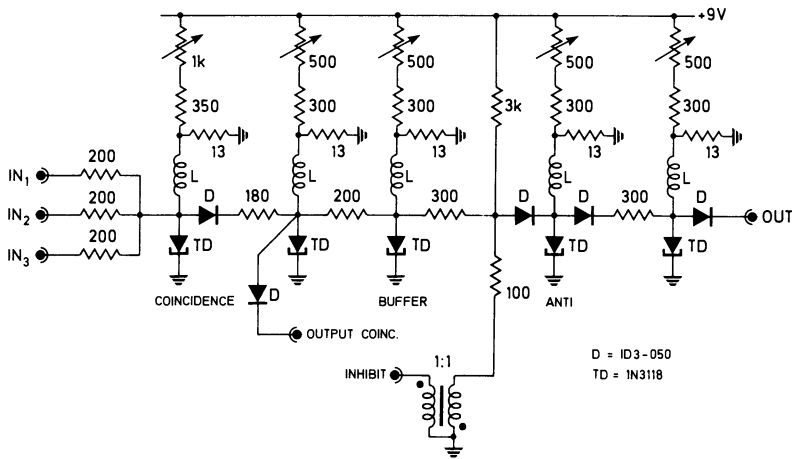 +9V
1k 500 500 500 500
350 300 300 3k 300 300
13 13 13 13 13
L L L L L
200
IN1
200
IN2
200
IN3
D 180 200 300 D D 300 D OUT
TD TD TD TD TD
COINCIDENCE D BUFFER 100 ANTI
OUTPUT COINC.
1:1
INHIBIT
D = ID3-050
TD = 1N3118